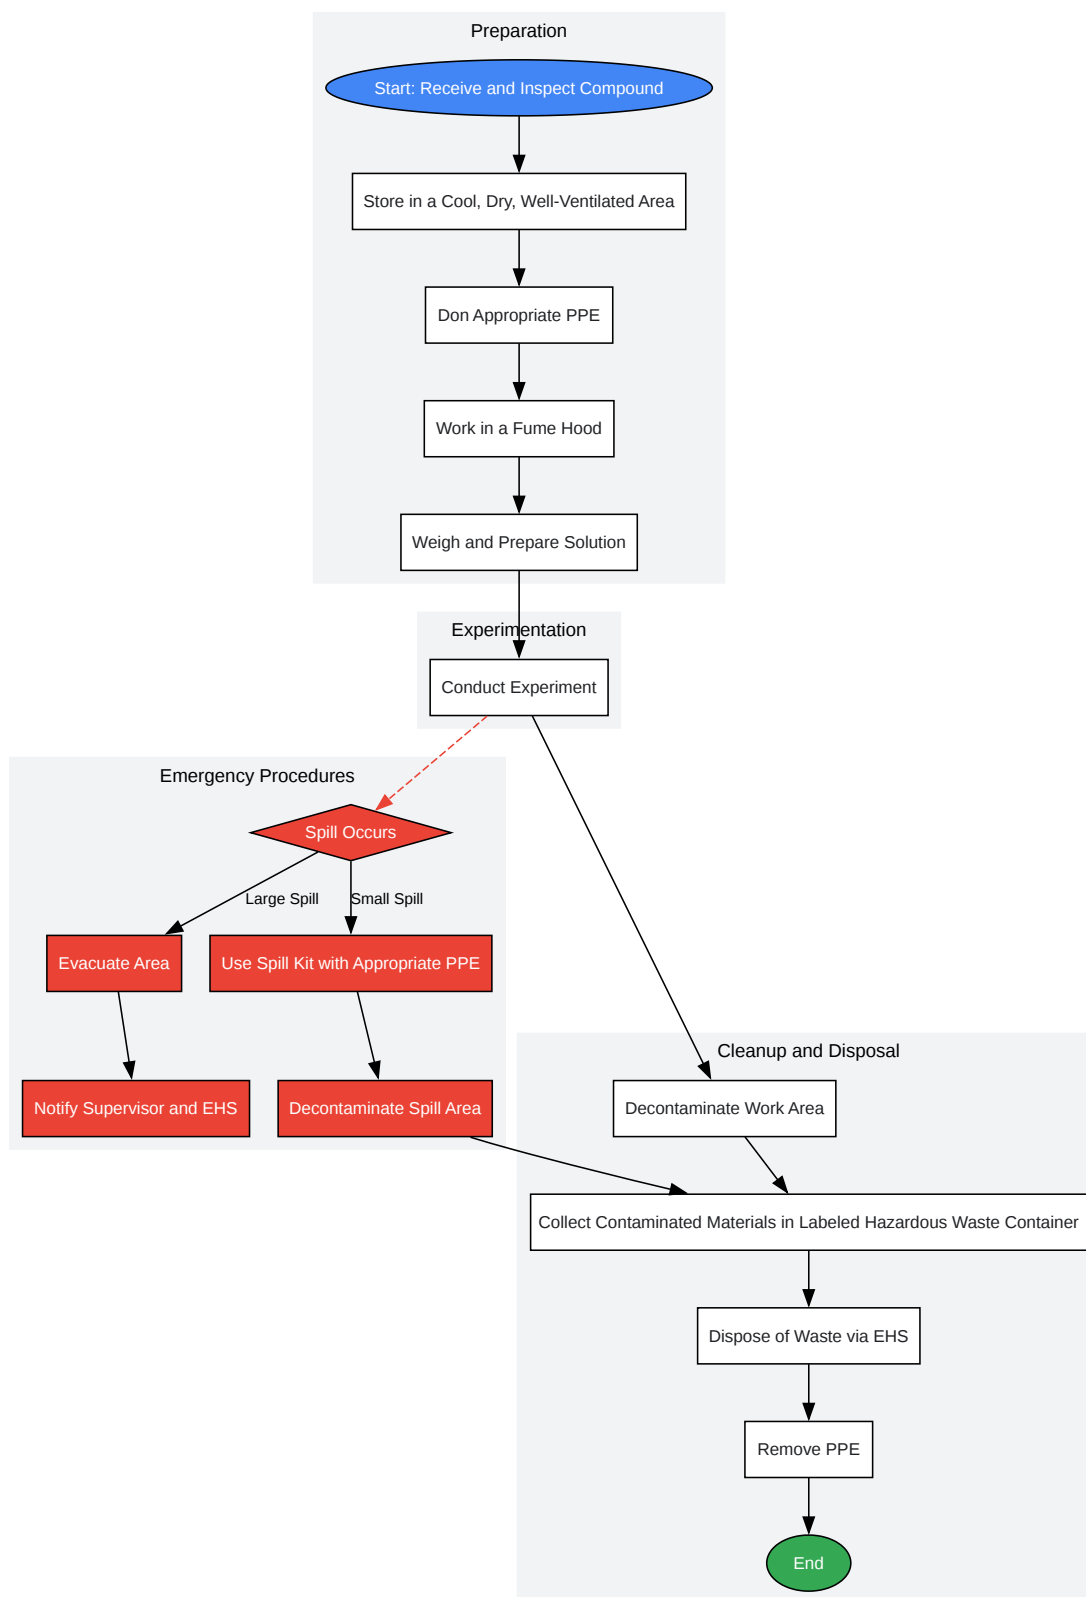 Preparation
Start: Receive and Inspect Compound
Store in a Cool, Dry, Well-Ventilated Area
Don Appropriate PPE
Work in a Fume Hood
Weigh and Prepare Solution
Experimentation
Conduct Experiment
Emergency Procedures
Spill Occurs
Large Spill
Small Spill
Evacuate Area
Use Spill Kit with Appropriate PPE
Notify Supervisor and EHS
Decontaminate Spill Area
Cleanup and Disposal
Decontaminate Work Area
Collect Contaminated Materials in Labeled Hazardous Waste Container
Dispose of Waste via EHS
Remove PPE
End